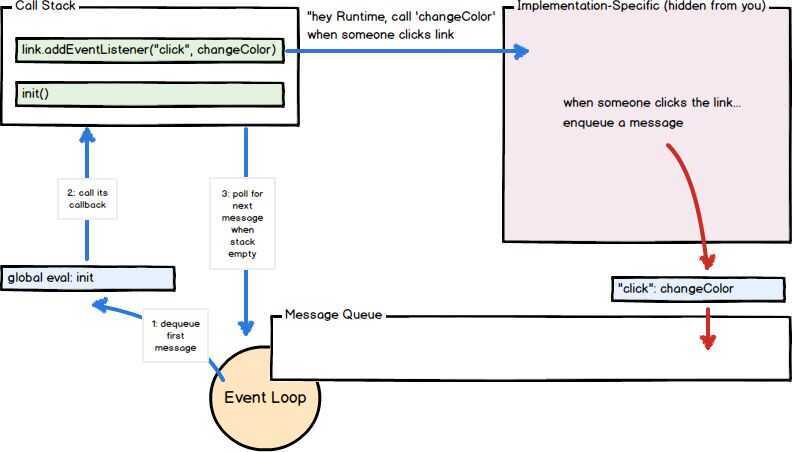 Call Stack
link.addEventListener("click", changeColor)
init()
"hey Runtime, call 'changeColor'
when someone clicks link
Implementation-Specific (hidden from you)
when someone clicks the link...
enqueue a message
2: call its
callback
3: poll for
next
message
when
stack
empty
global eval: init
"click": changeColor
1: dequeue
first
message
Message Queue
Event Loop